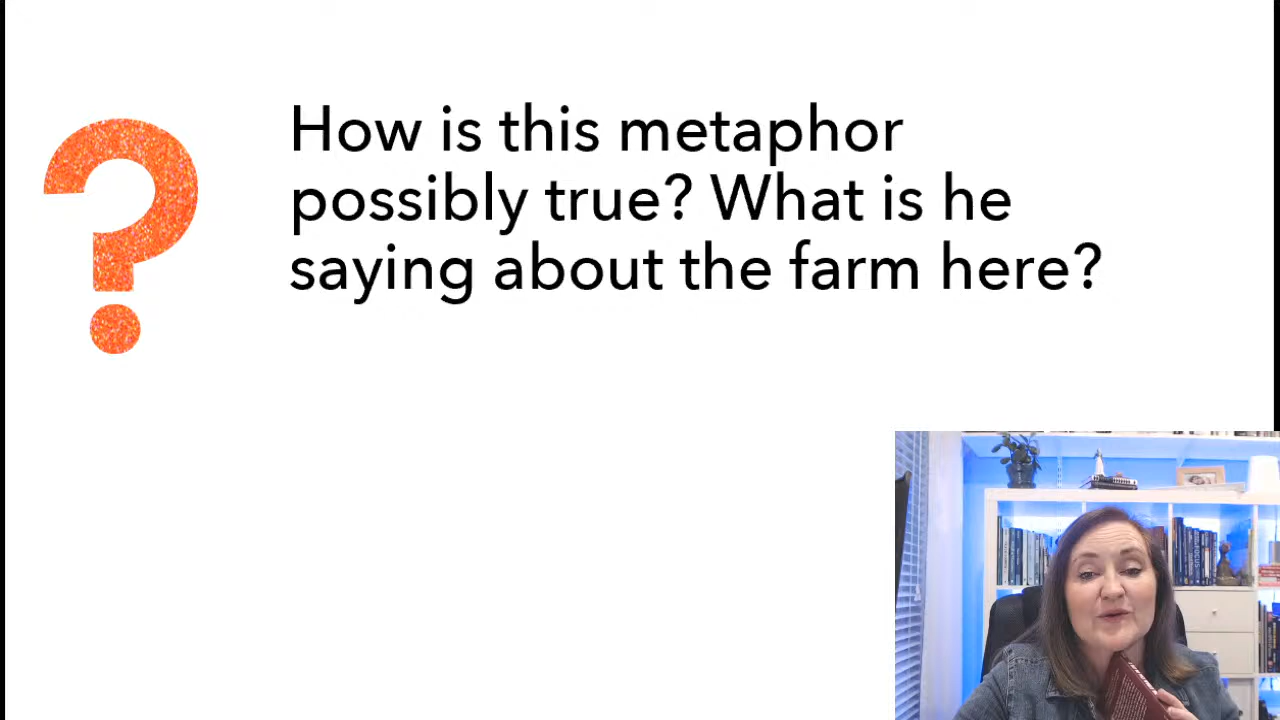 How is this metaphor
possibly true? What is he
saying about the farm here?